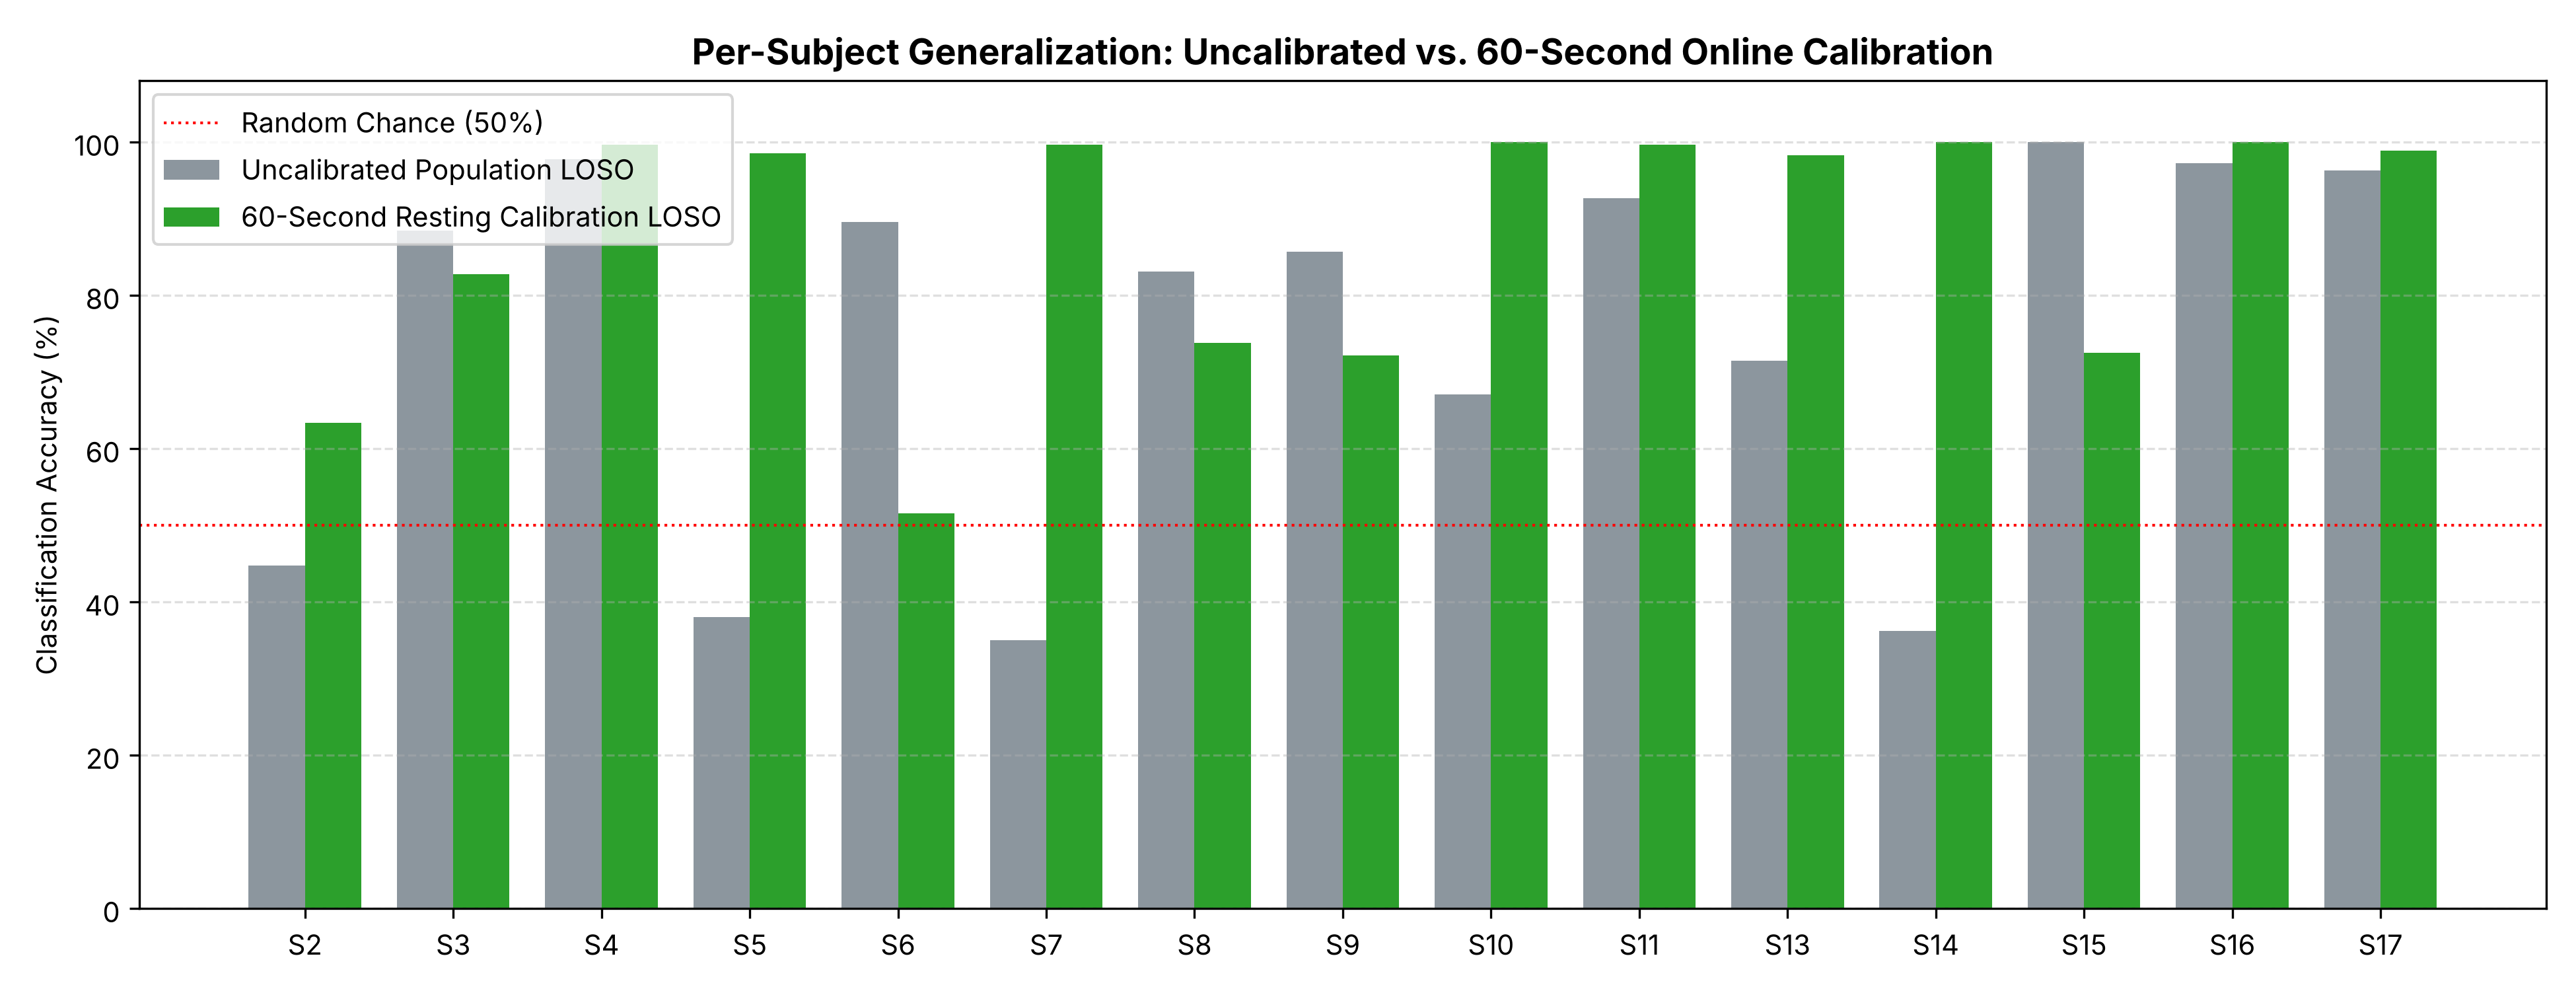 Per-Subject Generalization: Uncalibrated vs. 60-Second Online Calibration
Random Chance (50%)
Uncalibrated Population LOSO
60-Second Resting Calibration LOSO
Classification Accuracy (%)
100
80
60
40
20
0
S2 S3 S4 S5 S6 S7 S8 S9 S10 S11 S13 S14 S15 S16 S17